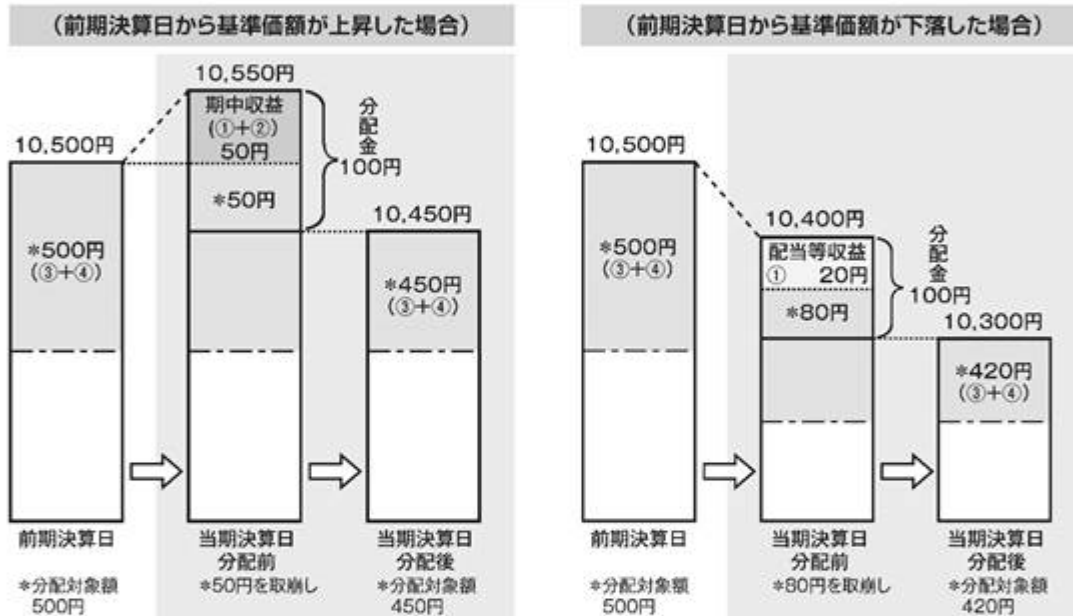 （前期決算日から基準価額が上昇した場合）
10,550円
期中収益
(①＋②)
50円
分配金
100円
10,500円
*50円
10,450円
*500円
(③＋④)
*450円
(③＋④)
前期決算日
当期決算日
分配前
当期決算日
分配後
*分配対象額
500円
*50円を取崩し
*分配対象額
450円
（前期決算日から基準価額が下落した場合）
10,500円
10,400円
配当等収益
① 20円
分配金
100円
*80円
10,300円
*500円
(③＋④)
*420円
(③＋④)
前期決算日
当期決算日
分配前
当期決算日
分配後
*分配対象額
500円
*80円を取崩し
*分配対象額
420円